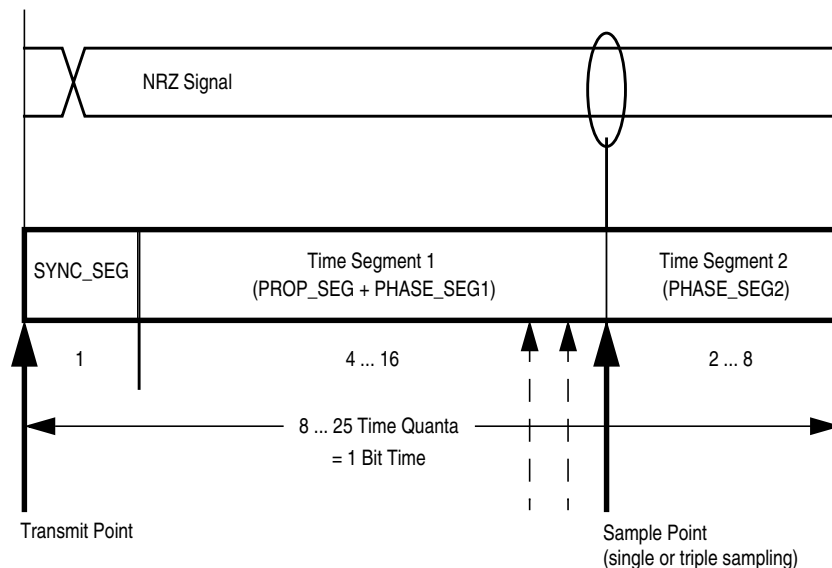 NRZ Signal
SYNC_SEG
Time Segment 1
(PROP_SEG + PHASE_SEG1)
Time Segment 2
(PHASE_SEG2)
1
4 ... 16
2 ... 8
8 ... 25 Time Quanta
= 1 Bit Time
Transmit Point
Sample Point
(single or triple sampling)